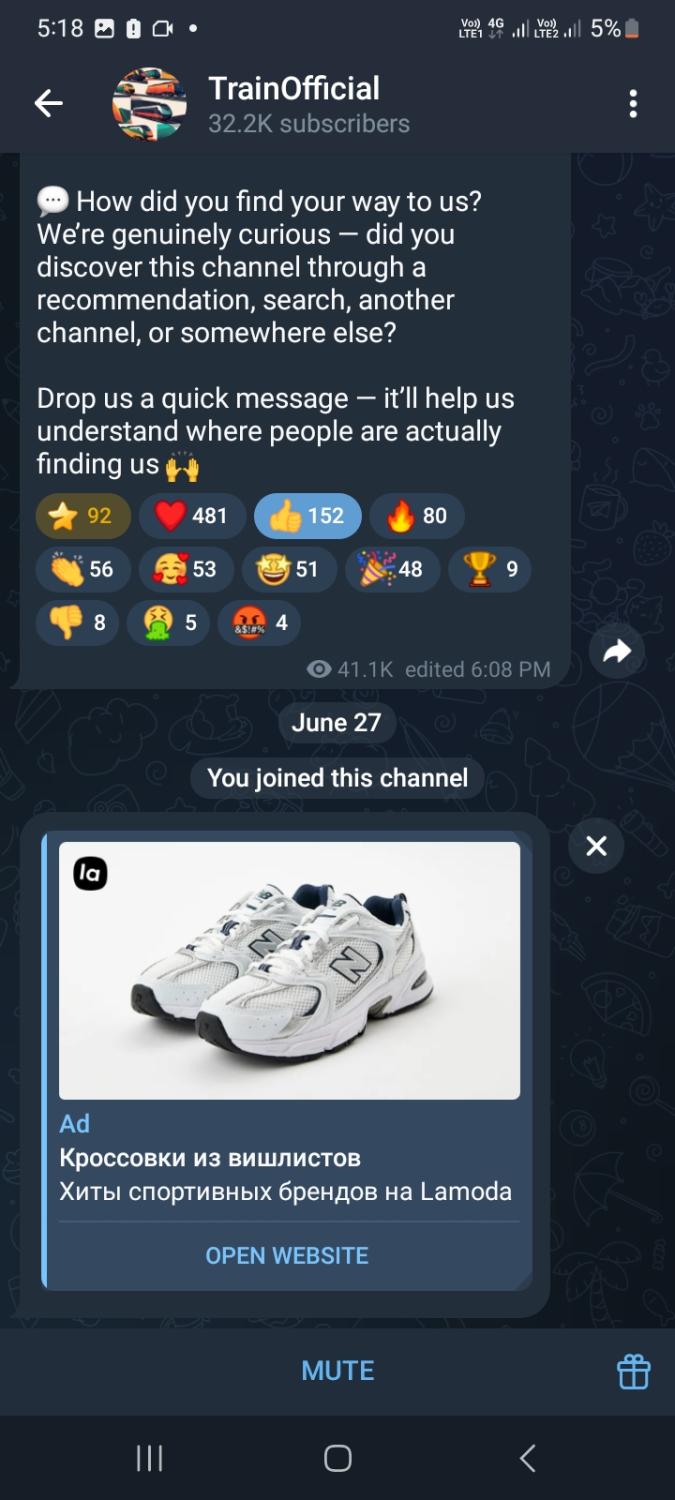 5:18
Vo)) LTE1 4G Vo)) LTE2 5%
TrainOfficial
32.2K subscribers
💬 How did you find your way to us?
We’re genuinely curious — did you
discover this channel through a
recommendation, search, another
channel, or somewhere else?
Drop us a quick message — it’ll help us
understand where people are actually
finding us 🙌
⭐ 92 ❤️ 481 👍 152 🔥 80
👏 56 🥰 53 🤩 51 🎉 48 🏆 9
👎 8 🤮 5 🤬 4
41.1K edited 6:08 PM
June 27
You joined this channel
la
N N
Ad
Кроссовки из вишлистов
Хиты спортивных брендов на Lamoda
OPEN WEBSITE
MUTE